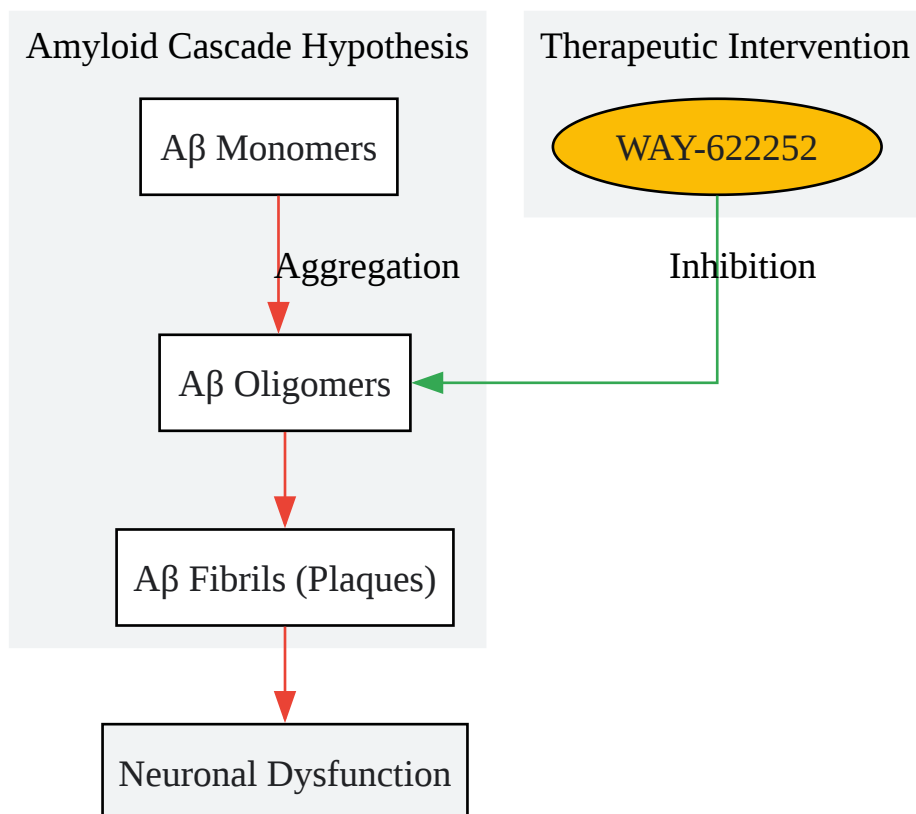 Amyloid Cascade Hypothesis
Therapeutic Intervention
Aβ Monomers
WAY-622252
Aggregation
Inhibition
Aβ Oligomers
Aβ Fibrils (Plaques)
Neuronal Dysfunction